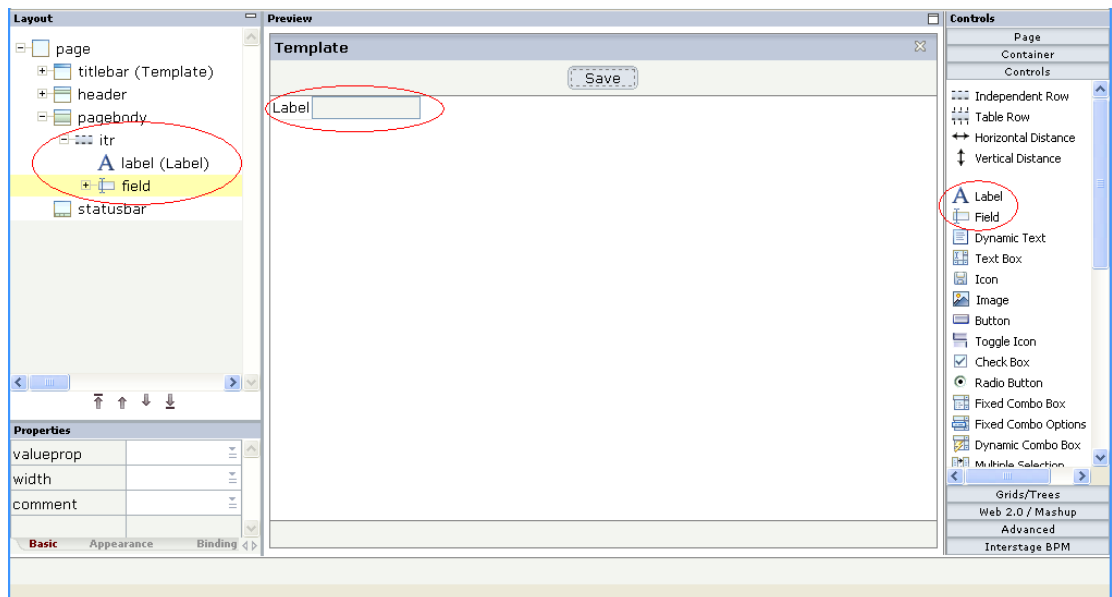 Layout
page
titlebar (Template)
header
pagebody
itr
label (Label)
field
statusbar
Properties
valueprop
width
comment
Basic Appearance Binding
Preview
Template
Save
Label
Controls
Page
Container
Controls
Independent Row
Table Row
Horizontal Distance
Vertical Distance
Label
Field
Dynamic Text
Text Box
Icon
Image
Button
Toggle Icon
Check Box
Radio Button
Fixed Combo Box
Fixed Combo Options
Dynamic Combo Box
Multiple Selection
Grids/Trees
Web 2.0 / Mashup
Advanced
Interstage BPM